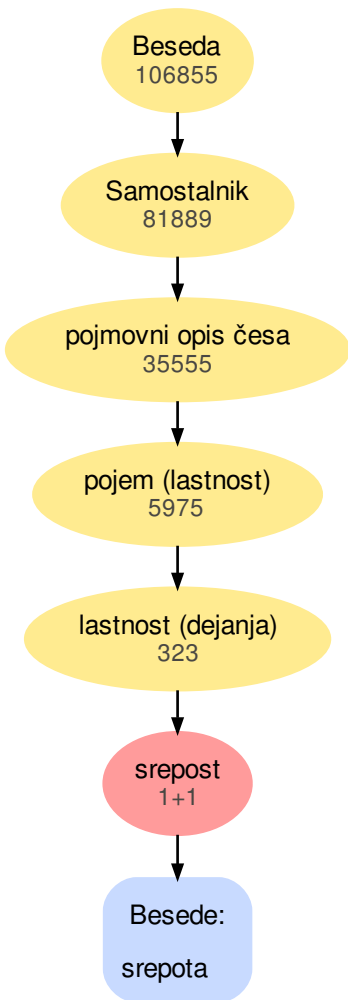 Beseda
106855
Samostalnik
81889
pojmovni opis česa
35555
pojem (lastnost)
5975
lastnost (dejanja)
323
srepost
1+1
Besede:
srepota